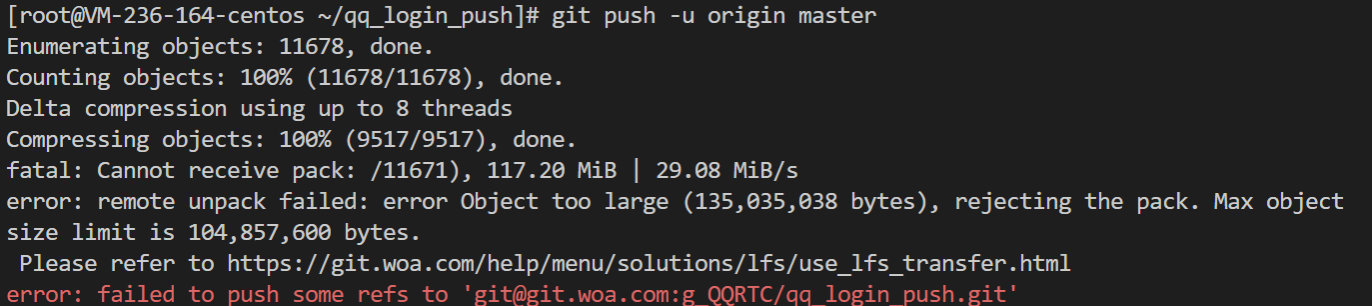 [root@VM-236-164-centos ~/qq_login_push]# git push -u origin master
Enumerating objects: 11678, done.
Counting objects: 100% (11678/11678), done.
Delta compression using up to 8 threads
Compressing objects: 100% (9517/9517), done.
fatal: Cannot receive pack: /11671), 117.20 MiB | 29.08 MiB/s
error: remote unpack failed: error Object too large (135,035,038 bytes), rejecting the pack. Max object
size limit is 104,857,600 bytes.
 Please refer to https://git.woa.com/help/menu/solutions/lfs/use_lfs_transfer.html
error: failed to push some refs to 'git@git.woa.com:g_QQRTC/qq_login_push.git'